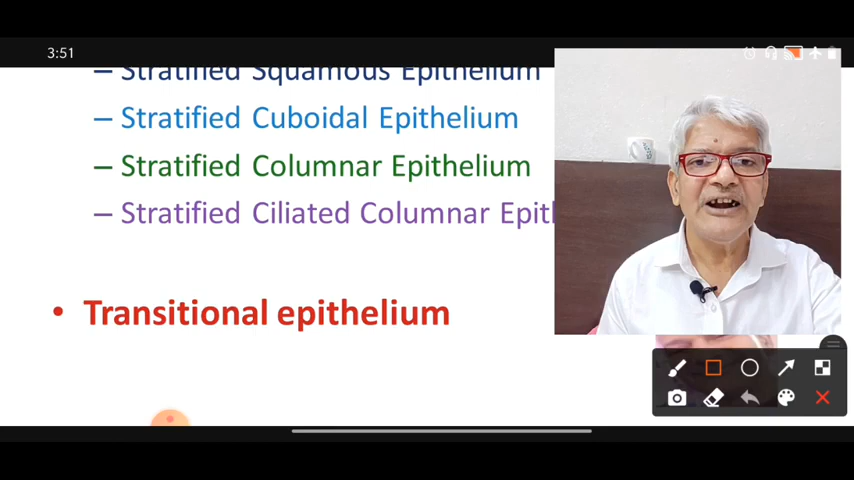 3:51
– Stratified Squamous Epithelium
– Stratified Cuboidal Epithelium
– Stratified Columnar Epithelium
– Stratified Ciliated Columnar
• Transitional epithelium